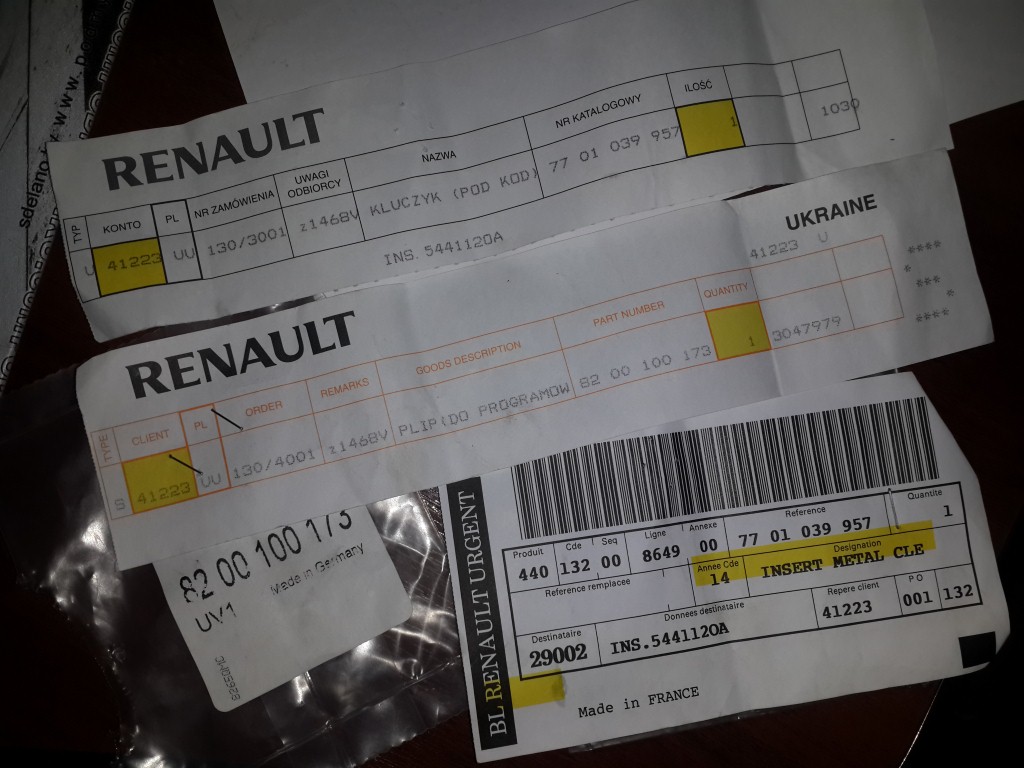 sdelano
www.
RENAULT
TYP KONTO PL NR ZAMÓWIENIA UWAGI ODBIORCY NAZWA NR KATALOGOWY ILOŚĆ
U 41223 UU 130/3001 z146BV KLUCZYK (POD KOD) 77 01 039 957 1 1030
INS.5441120A
RENAULT
UKRAINE
41223 U
****
*
TYPE CLIENT PL ORDER REMARKS GOODS DESCRIPTION PART NUMBER QUANTITY
*** *
S 41223 UU 130/4001 z146BV PLIP(DO PROGRAMOW 82 00 100 173 1 3047979
****
82 00 100 173
UV1 Made in Germany
BL RENAULT URGENT
Produit Cde Seq Ligne Annexe Reference Quantite
440 132 00 8649 00 77 01 039 957 1
Reference remplacee Annee Cde Designation
14 INSERT METAL CLE
Destinataire Donnees destinataire Repere client P O
29002 INS.5441120A 41223 001 132
Made in FRANCE